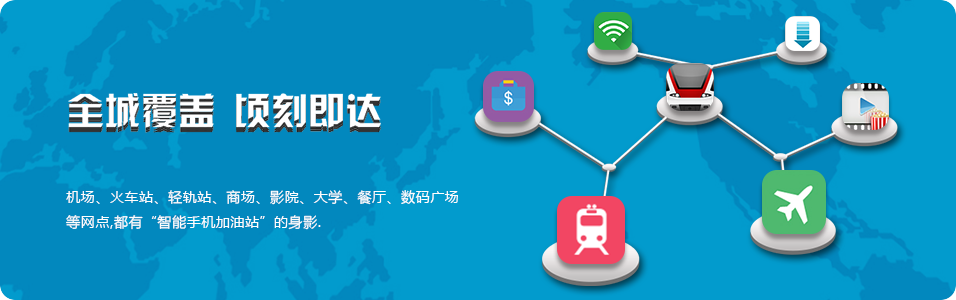 全城覆盖 顷刻即达
机场、火车站、轻轨站、商场、影院、大学、餐厅、数码广场
等网点,都有“智能手机加油站”的身影.
$